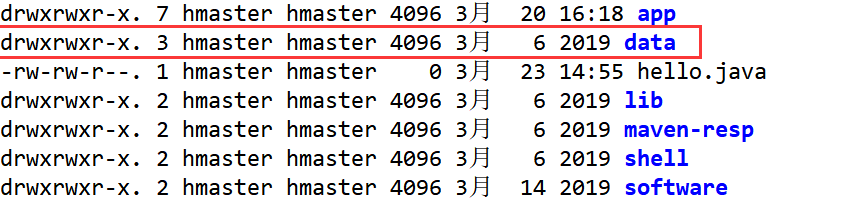 drwxrwxr-x. 7 hmaster hmaster 4096 3月  20 16:18 app
drwxrwxr-x. 3 hmaster hmaster 4096 3月   6 2019 data
-rw-rw-r--. 1 hmaster hmaster    0 3月  23 14:55 hello.java
drwxrwxr-x. 2 hmaster hmaster 4096 3月   6 2019 lib
drwxrwxr-x. 2 hmaster hmaster 4096 3月   6 2019 maven-resp
drwxrwxr-x. 2 hmaster hmaster 4096 3月   6 2019 shell
drwxrwxr-x. 2 hmaster hmaster 4096 3月  14 2019 software